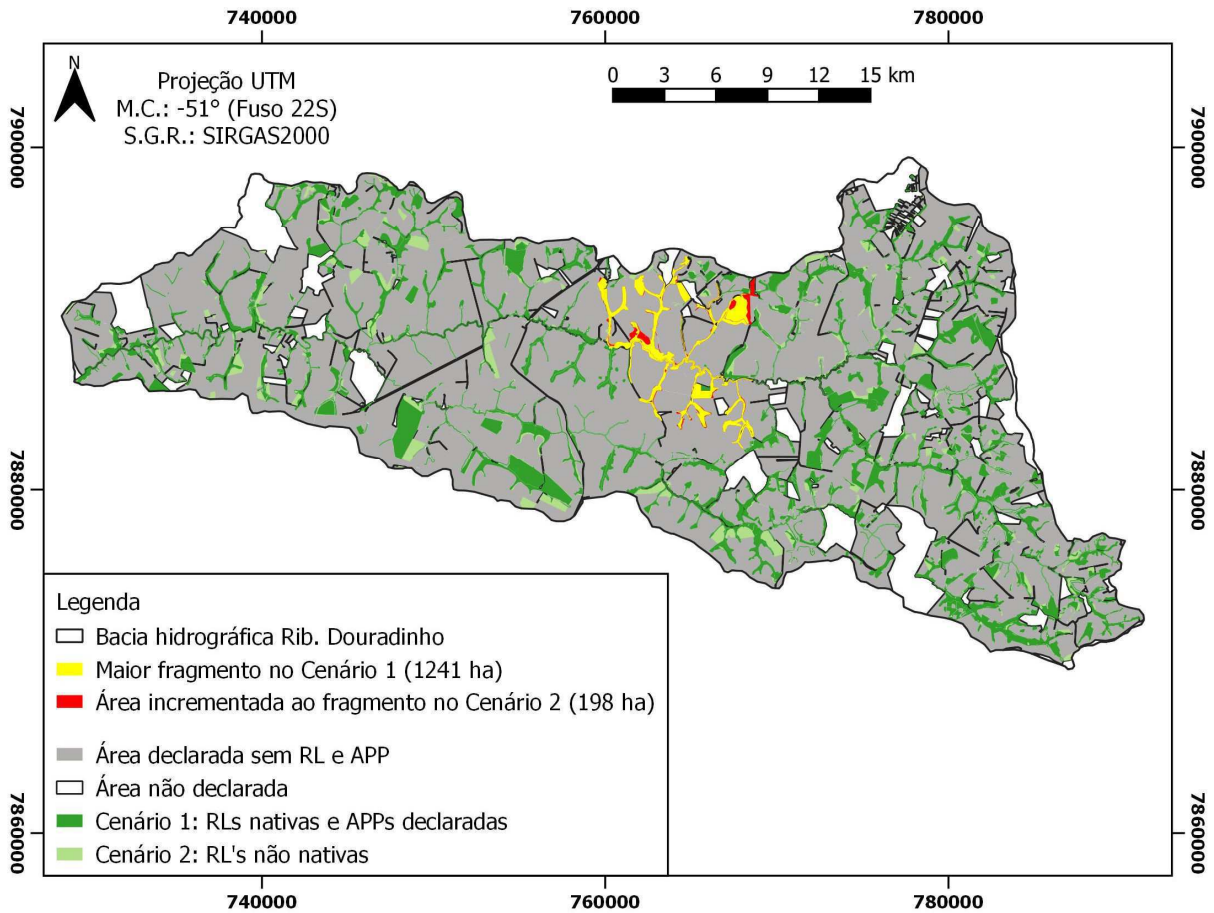 740000 760000 780000
N
Projeção UTM
M.C.: -51° (Fuso 22S)
S.G.R.: SIRGAS2000
0 3 6 9 12 15 km
7900000 7900000
7880000 7880000
Legenda
Bacia hidrográfica Rib. Douradinho
Maior fragmento no Cenário 1 (1241 ha)
Área incrementada ao fragmento no Cenário 2 (198 ha)
Área declarada sem RL e APP
Área não declarada
Cenário 1: RLs nativas e APPs declaradas
Cenário 2: RL's não nativas
7860000 7860000
740000 760000 780000